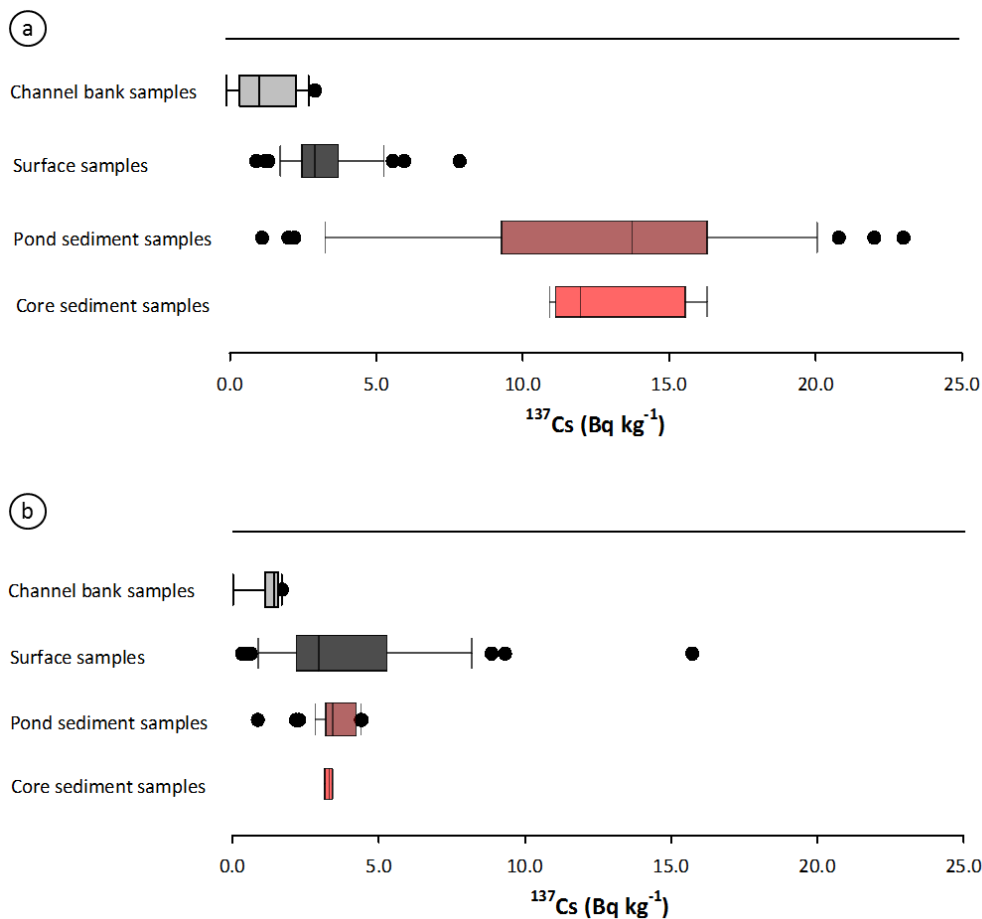 a
Channel bank samples
Surface samples
Pond sediment samples
Core sediment samples
0.0 5.0 10.0 15.0 20.0 25.0
¹³⁷Cs (Bq kg⁻¹)
b
Channel bank samples
Surface samples
Pond sediment samples
Core sediment samples
0.0 5.0 10.0 15.0 20.0 25.0
¹³⁷Cs (Bq kg⁻¹)